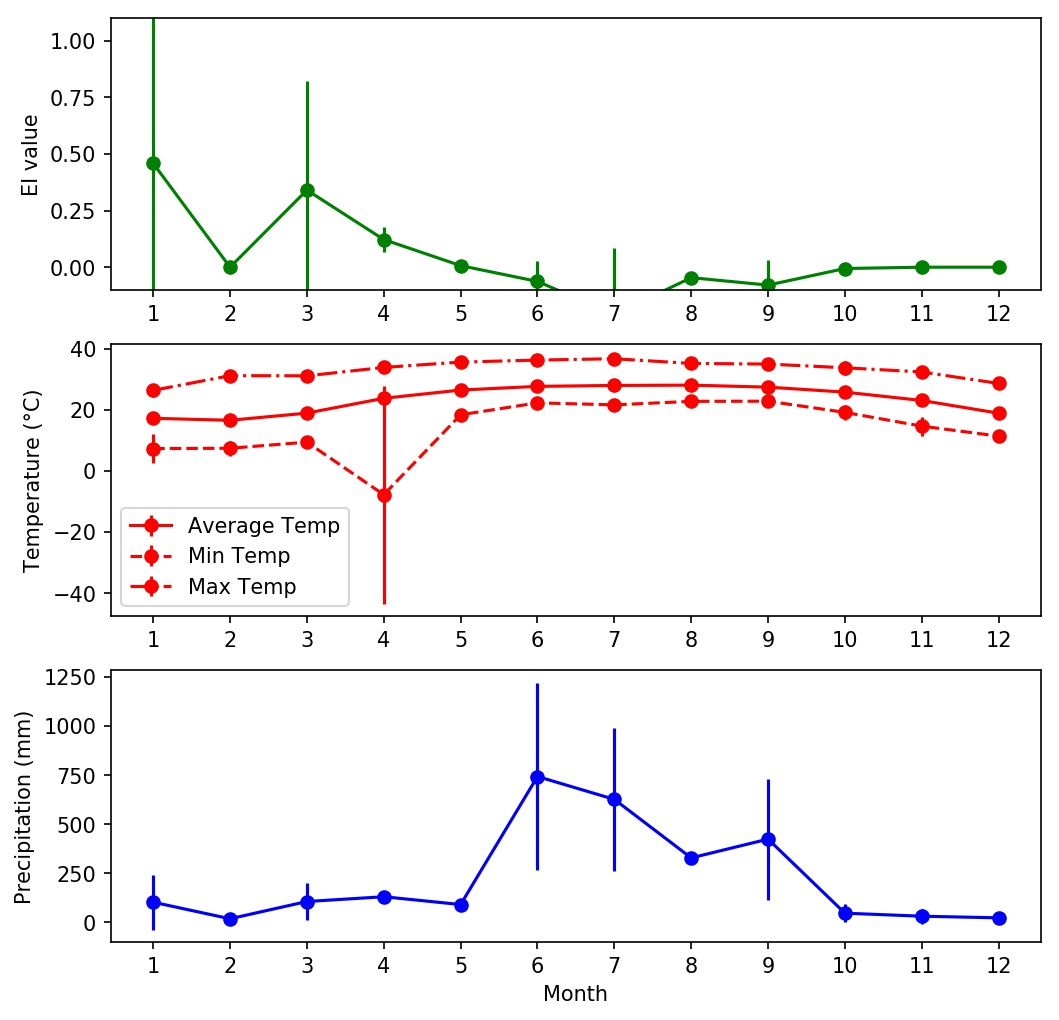 EI value
1.00
0.75
0.50
0.25
0.00
1 2 3 4 5 6 7 8 9 10 11 12
Temperature (°C)
40
20
0
−20
−40
Average Temp
Min Temp
Max Temp
1 2 3 4 5 6 7 8 9 10 11 12
Precipitation (mm)
1250
1000
750
500
250
0
1 2 3 4 5 6 7 8 9 10 11 12
Month